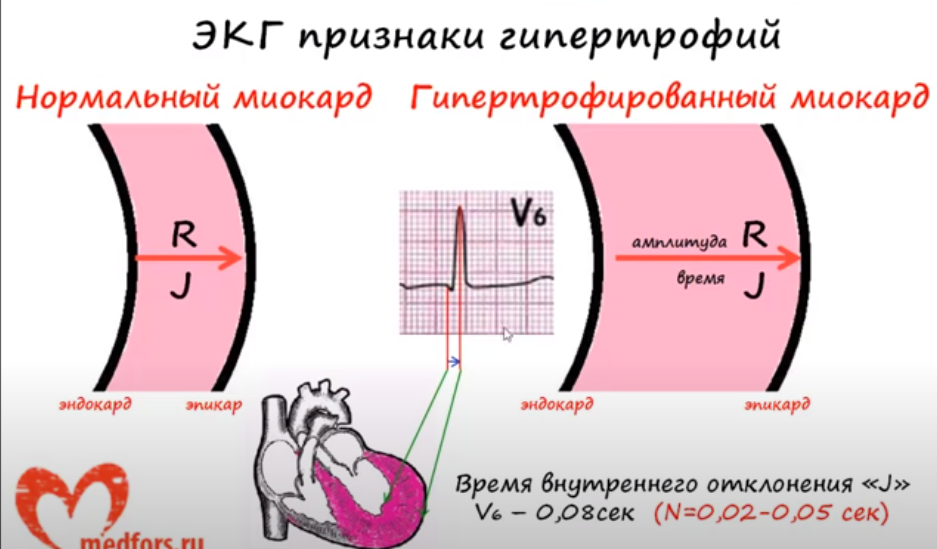 ЭКГ признаки гипертрофий
Нормальный миокард
Гипертрофированный миокард
R
J
эндокард
эпикар
V6
амплитуда R
время J
эндокард
эпикард
Время внутреннего отклонения «J»
V6 – 0,08сек (N=0,02-0,05 сек)
medfors.ru